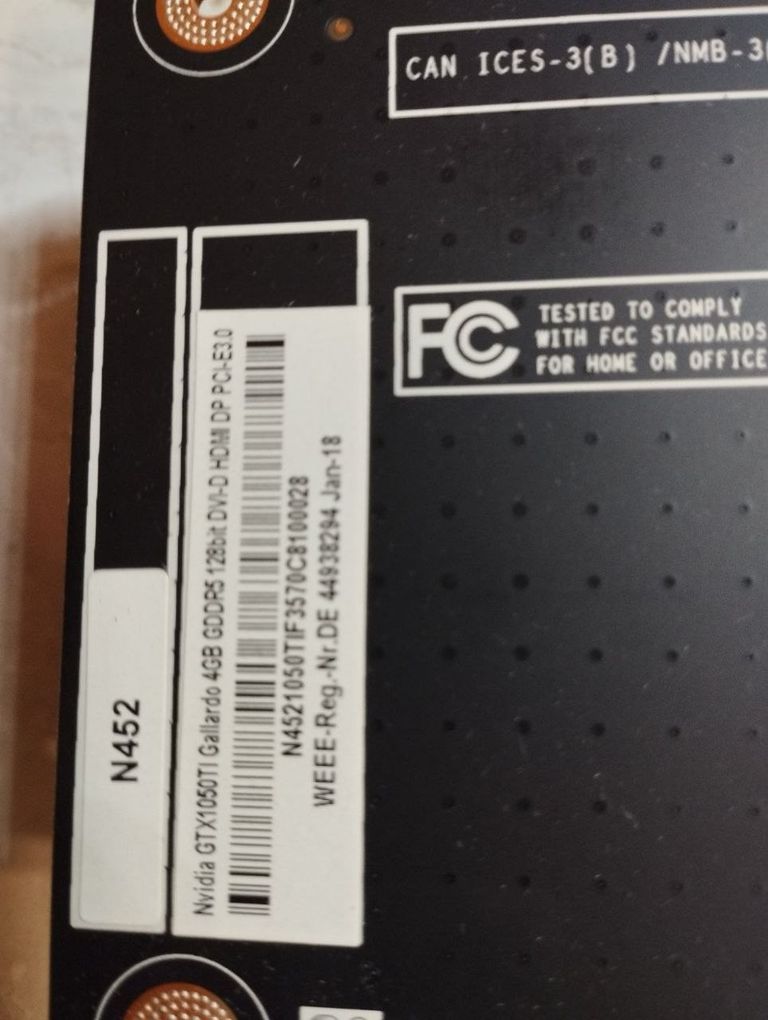 CAN ICES-3(B) /NMB-3(
FC
TESTED TO COMPLY
WITH FCC STANDARDS
FOR HOME OR OFFICE
N452
Nvidia GTX1050TI Gallardo 4GB GDDR5 128bit DVI-D HDMI DP PCI-E3.0
N4521050TIF3570C8100028
WEEE-Reg.-Nr.DE 44938294 Jan-18